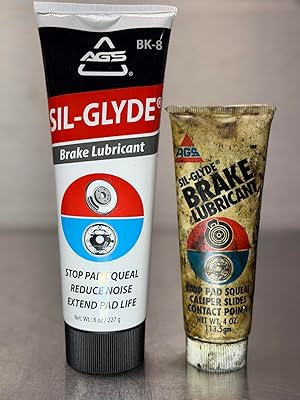 BK-8
AGS
SIL-GLYDE®
Brake Lubricant
STOP PAD SQUEAL
REDUCE NOISE
EXTEND PAD LIFE
Net. Wt.: 8 oz / 227 g
AGS
SIL-GLYDE®
BRAKE
LUBRICANT
STOP PAD SQUEAL
CALIPER SLIDES
CONTACT POINTS
NET WT. 4 OZ.
113.5gm